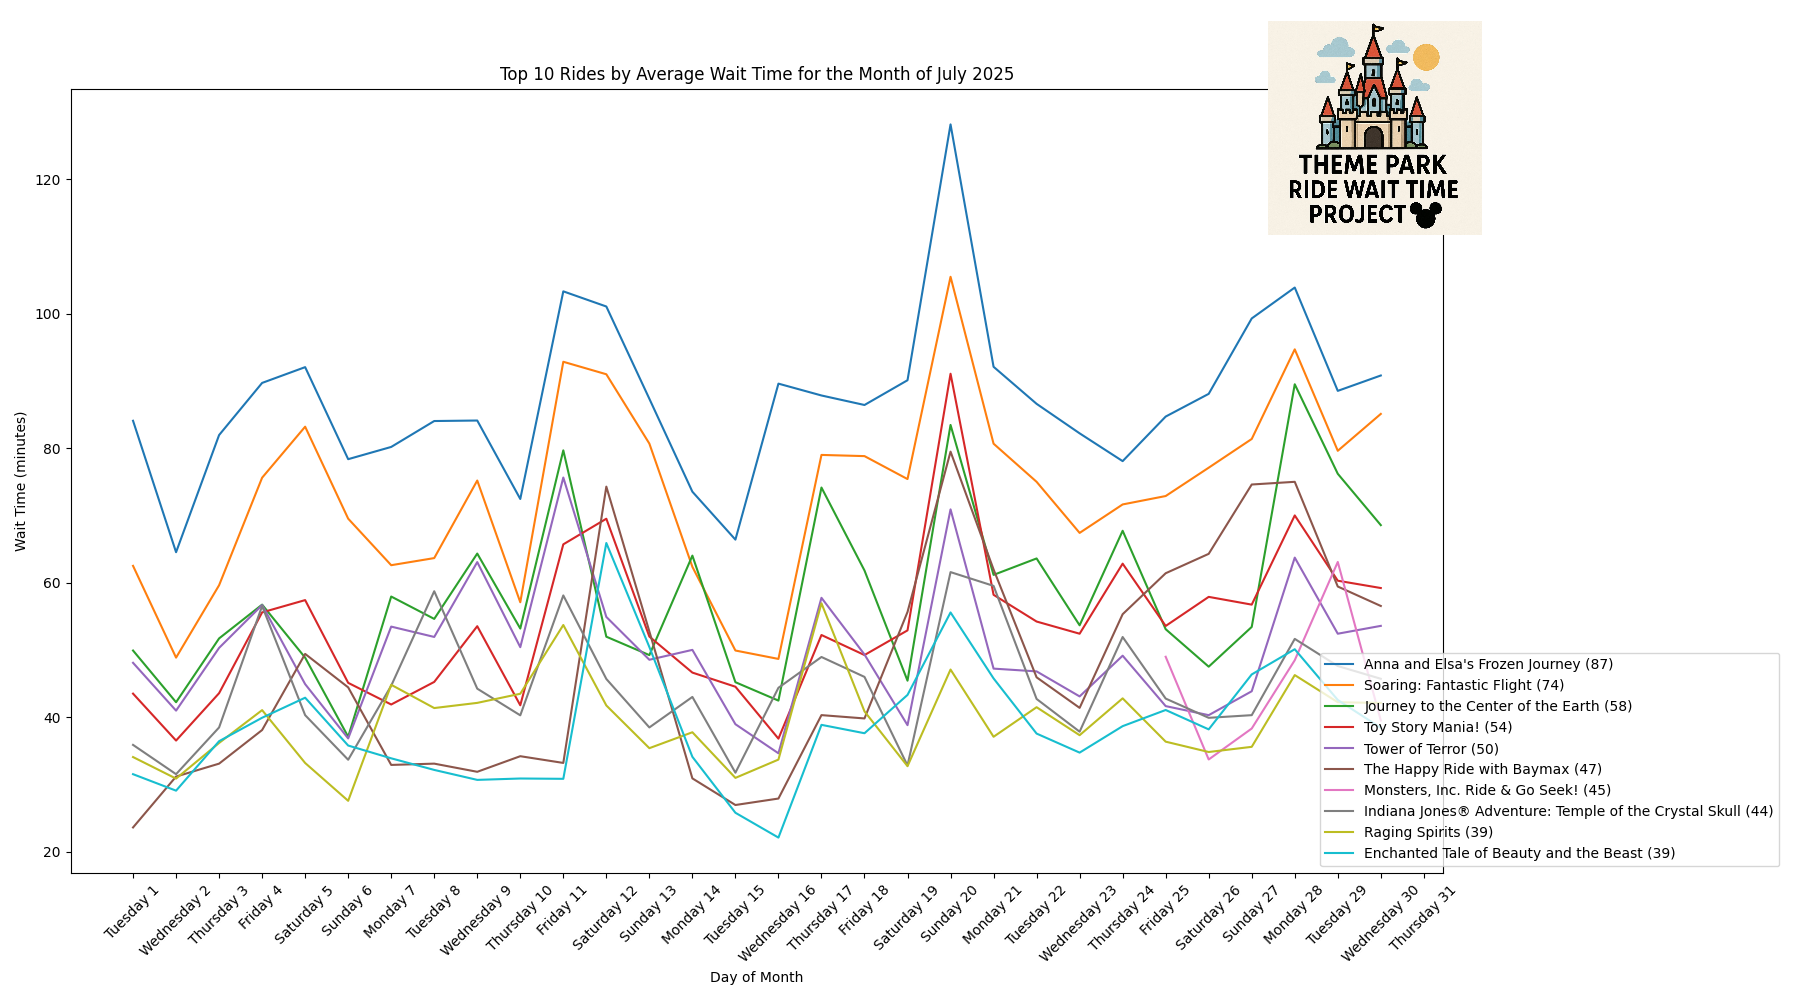 THEME PARK
RIDE WAIT TIME
PROJECT
Top 10 Rides by Average Wait Time for the Month of July 2025
Wait Time (minutes)
120
100
80
60
40
20
Anna and Elsa's Frozen Journey (87)
Soaring: Fantastic Flight (74)
Journey to the Center of the Earth (58)
Toy Story Mania! (54)
Tower of Terror (50)
The Happy Ride with Baymax (47)
Monsters, Inc. Ride & Go Seek! (45)
Indiana Jones® Adventure: Temple of the Crystal Skull (44)
Raging Spirits (39)
Enchanted Tale of Beauty and the Beast (39)
Tuesday 1
Wednesday 2
Thursday 3
Friday 4
Saturday 5
Sunday 6
Monday 7
Tuesday 8
Wednesday 9
Thursday 10
Friday 11
Saturday 12
Sunday 13
Monday 14
Tuesday 15
Wednesday 16
Thursday 17
Friday 18
Saturday 19
Sunday 20
Monday 21
Tuesday 22
Wednesday 23
Thursday 24
Friday 25
Saturday 26
Sunday 27
Monday 28
Tuesday 29
Wednesday 30
Thursday 31
Day of Month